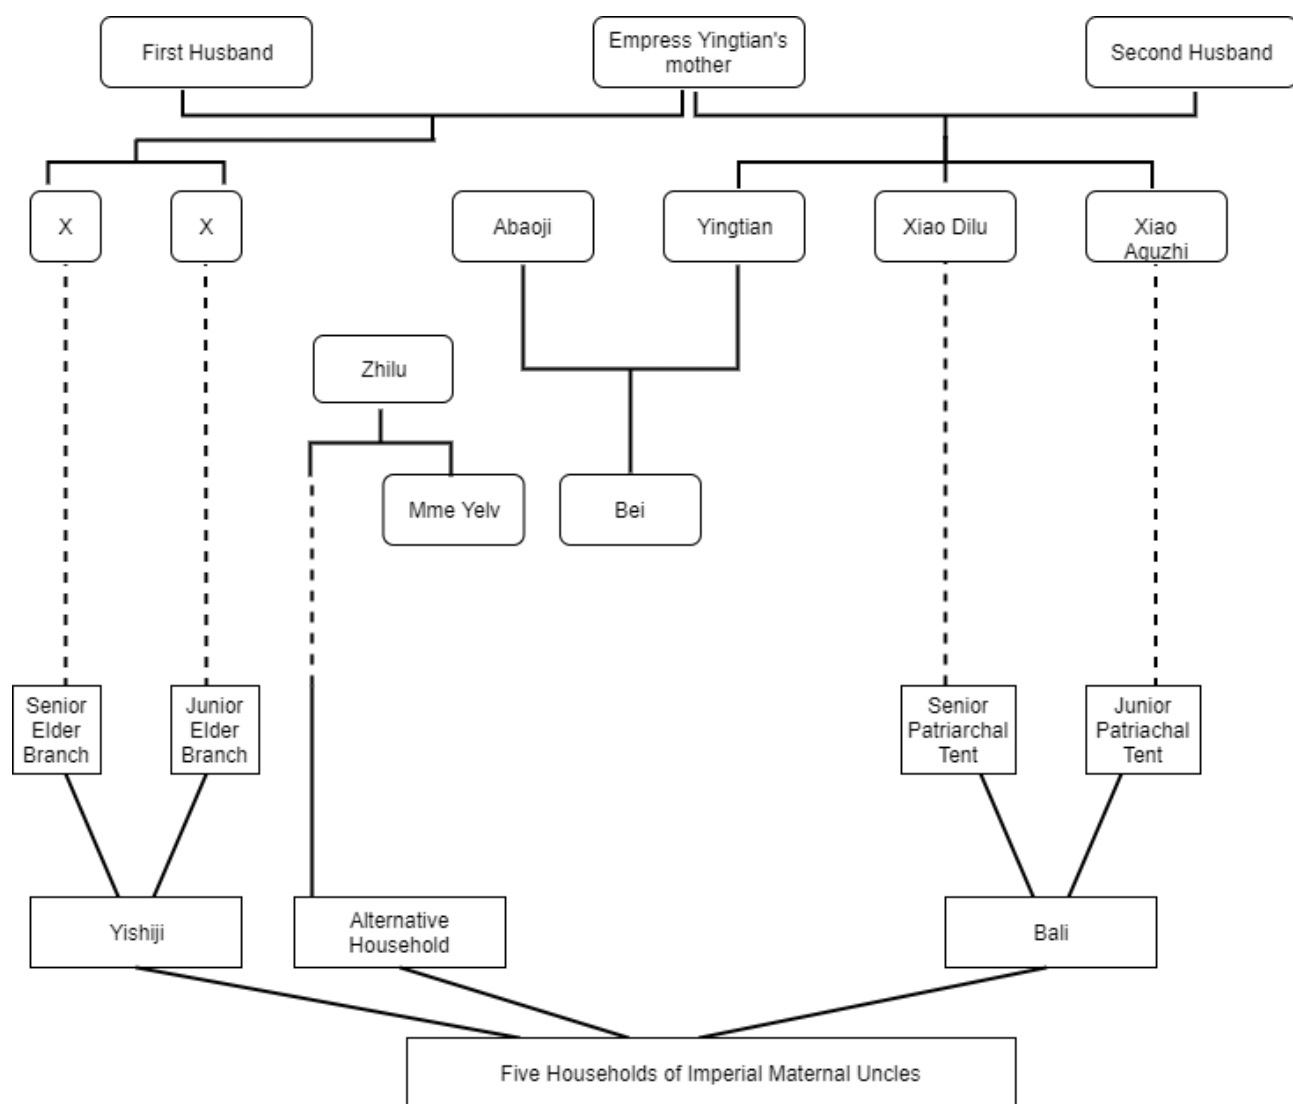 First Husband
Empress Yingtian's
mother
Second Husband
X
X
Abaoji
Yingtian
Xiao Dilu
Xiao
Aguzhi
Zhilu
Mme Yelv
Bei
Senior
Elder
Branch
Junior
Elder
Branch
Senior
Patriarchal
Tent
Junior
Patriachal
Tent
Yishiji
Alternative
Household
Bali
Five Households of Imperial Maternal Uncles